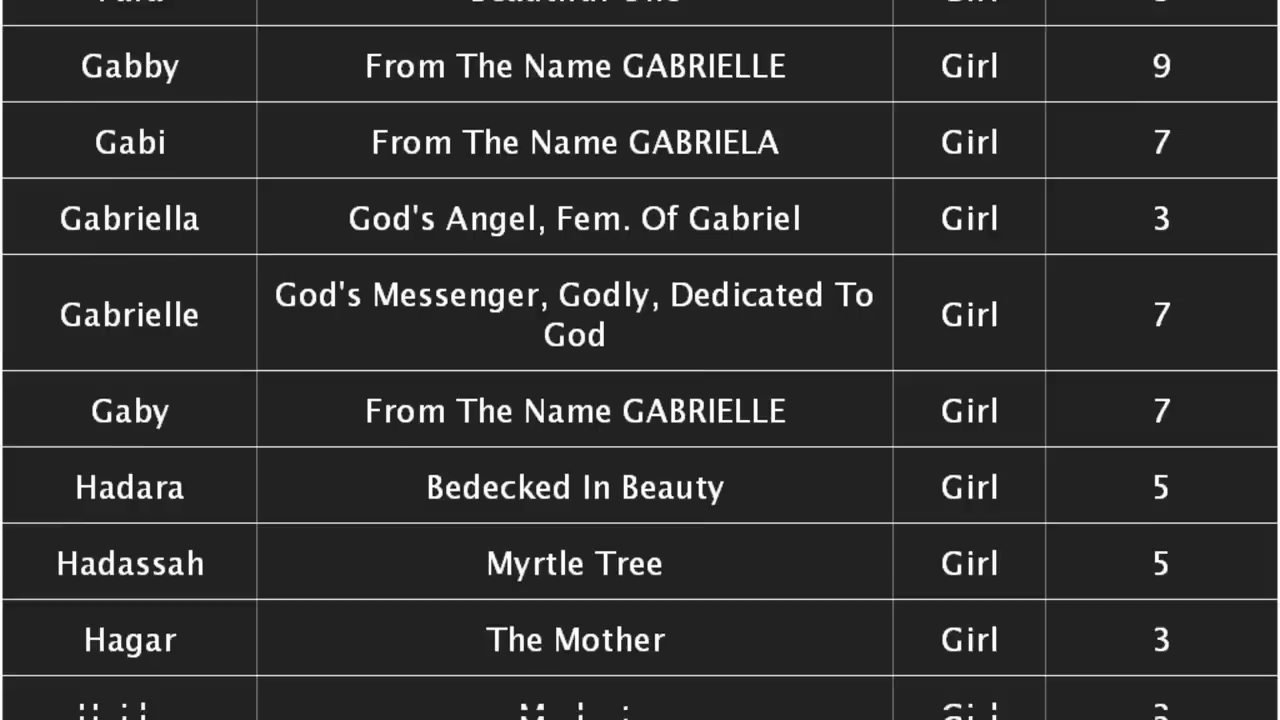 Gabby From The Name GABRIELLE Girl 9
Gabi From The Name GABRIELA Girl 7
Gabriella God's Angel, Fem. Of Gabriel Girl 3
Gabrielle God's Messenger, Godly, Dedicated To God Girl 7
Gaby From The Name GABRIELLE Girl 7
Hadara Bedecked In Beauty Girl 5
Hadassah Myrtle Tree Girl 5
Hagar The Mother Girl 3